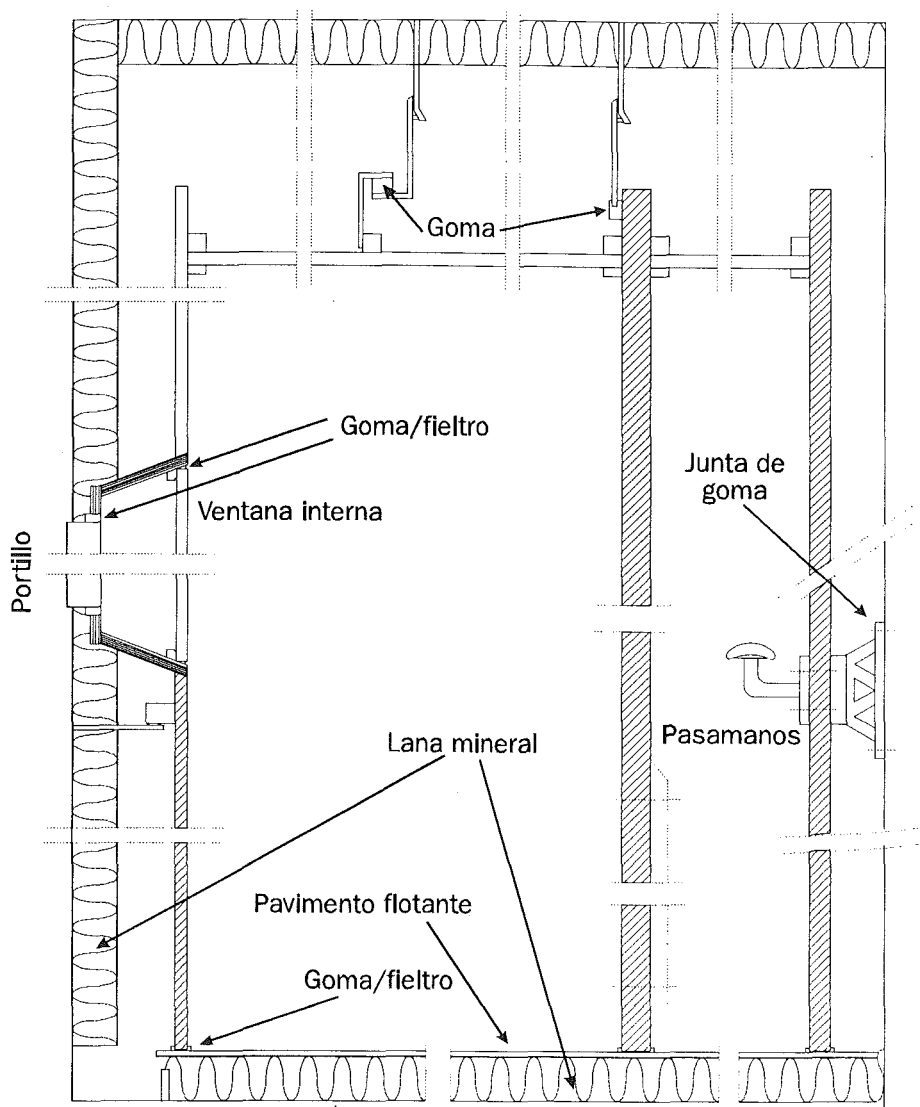 Goma
Goma/fieltro
Junta de
goma
Ventana interna
Portillo
Pasamanos
Lana mineral
Pavimento flotante
Goma/fieltro